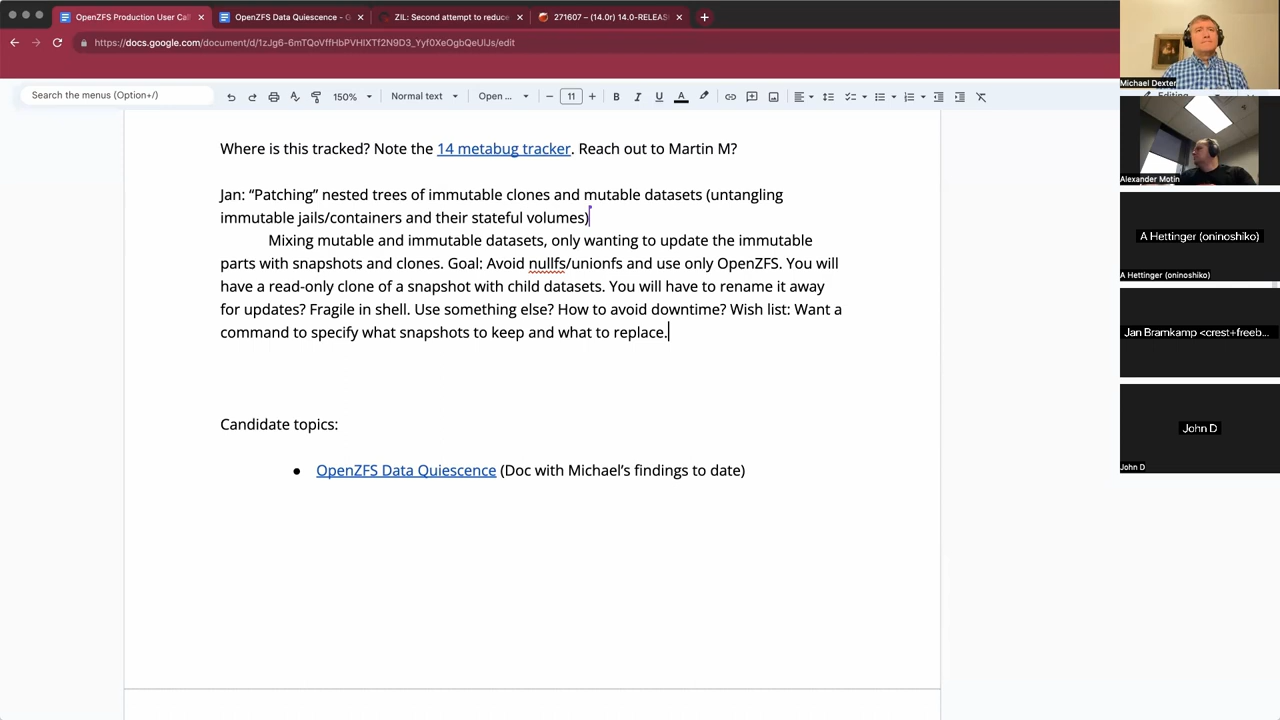 OpenZFS Production User Cal
OpenZFS Data Quiescence - G
ZIL: Second attempt to reduce
271607 – (14.0r) 14.0-RELEAS
https://docs.google.com/document/d/1zJg6-6mTQoVffHbPVHIXTf2N9D3_Yyf0XeOgbQeUlJs/edit
Search the menus (Option+/)
150%
Normal text
Open ...
11
Editing
Where is this tracked? Note the 14 metabug tracker. Reach out to Martin M?
Jan: “Patching” nested trees of immutable clones and mutable datasets (untangling
immutable jails/containers and their stateful volumes)
Mixing mutable and immutable datasets, only wanting to update the immutable
parts with snapshots and clones. Goal: Avoid nullfs/unionfs and use only OpenZFS. You will
have a read-only clone of a snapshot with child datasets. You will have to rename it away
for updates? Fragile in shell. Use something else? How to avoid downtime? Wish list: Want a
command to specify what snapshots to keep and what to replace.
Candidate topics:
● OpenZFS Data Quiescence (Doc with Michael’s findings to date)
Michael Dexter
Alexander Motin
A Hettinger (oninoshiko)
A Hettinger (oninoshiko)
Jan Bramkamp <crest+freeb...
John D
John D